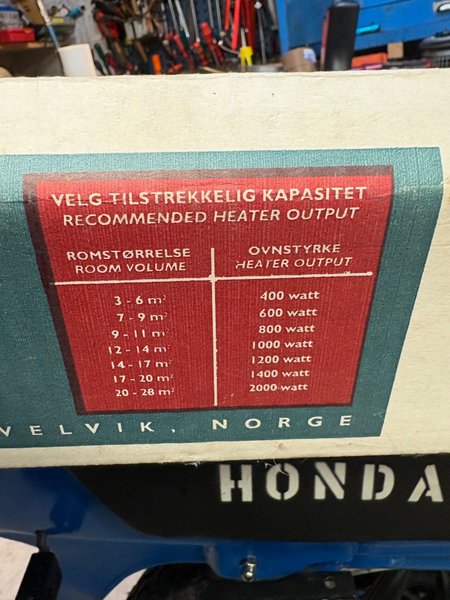 VELG TILSTREKKELIG KAPASITET
RECOMMENDED HEATER OUTPUT
ROMSTØRRELSE OVNSTYRKE
ROOM VOLUME HEATER OUTPUT
3 - 6 m² 400 watt
7 - 9 m² 600 watt
9 - 11 m² 800 watt
12 - 14 m² 1000 watt
14 - 17 m² 1200 watt
17 - 20 m² 1400 watt
20 - 28 m² 2000 watt
VELVIK, NORGE
HONDA